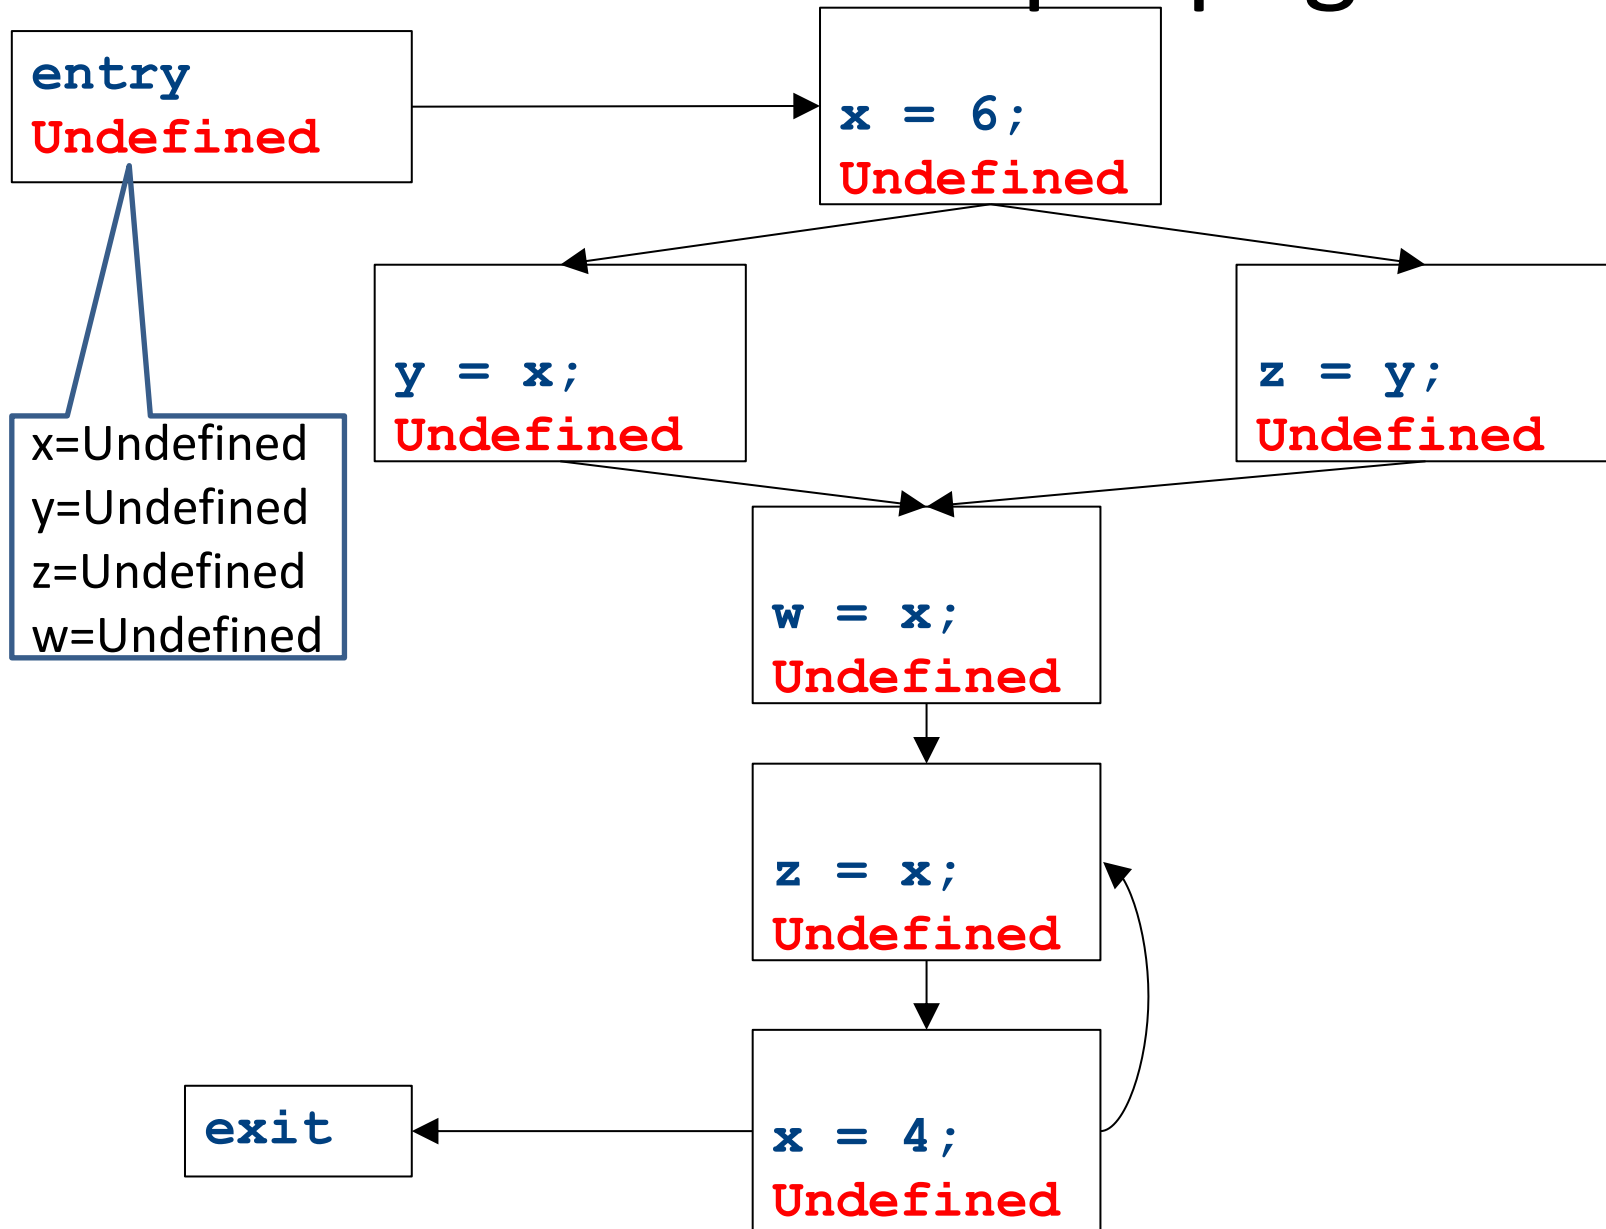 entry
Undefined
x = 6;
Undefined
y = x;
Undefined
z = y;
Undefined
x=Undefined
y=Undefined
z=Undefined
w=Undefined
w = x;
Undefined
z = x;
Undefined
exit
x = 4;
Undefined